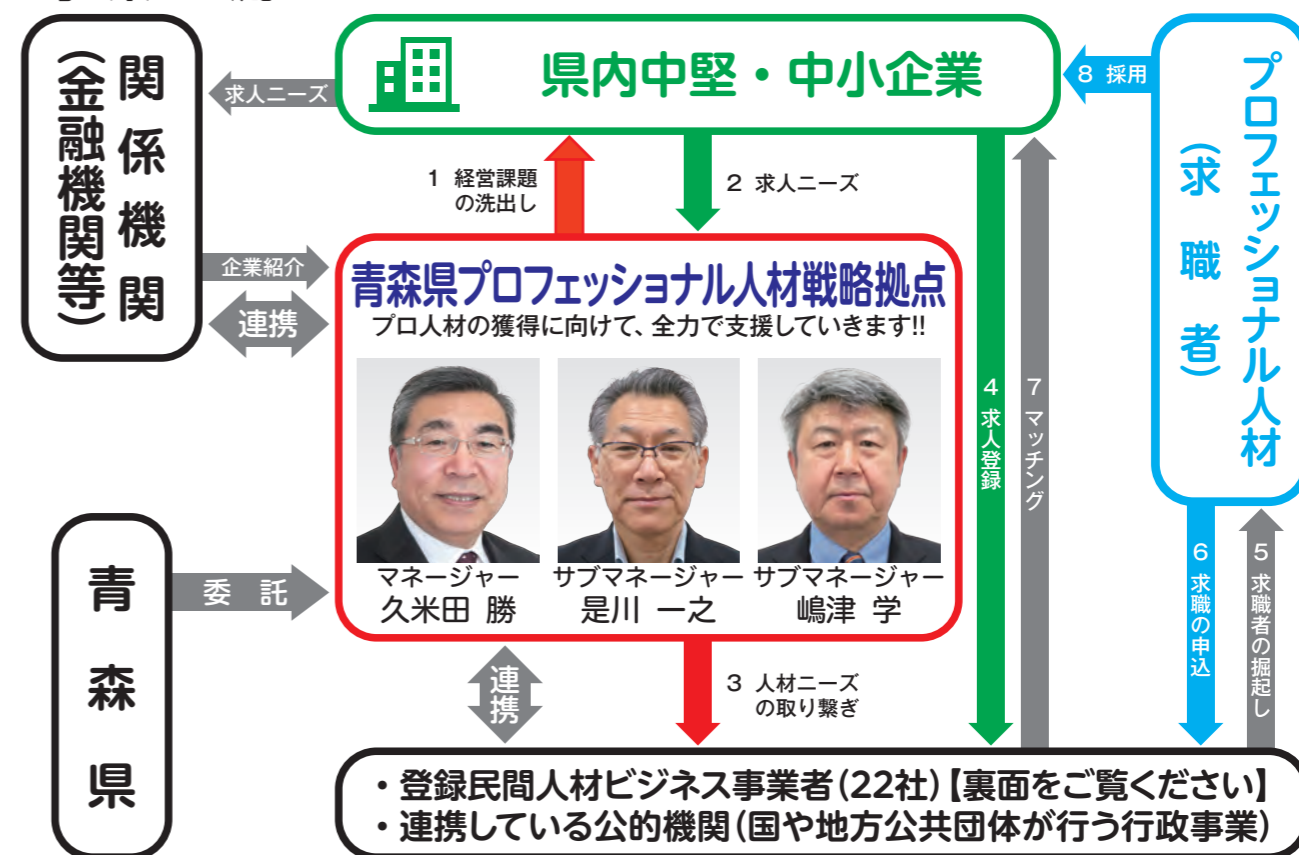 関係機関
（金融機関等）
県内中堅・中小企業
プロフェッショナル人材
（求職者）
求人ニーズ
8 採用
1 経営課題
の洗出し
2 求人ニーズ
企業紹介
連携
青森県プロフェッショナル人材戦略拠点
プロ人材の獲得に向けて、全力で支援していきます!!
マネージャー
久米田 勝
サブマネージャー
是川 一之
サブマネージャー
嶋津 学
4 求人登録
7 マッチング
6 求職の申込
5 求職者の掘起し
青森県
委託
連携
3 人材ニーズ
の取り繋ぎ
・登録民間人材ビジネス事業者(22社)【裏面をご覧ください】
・連携している公的機関(国や地方公共団体が行う行政事業)